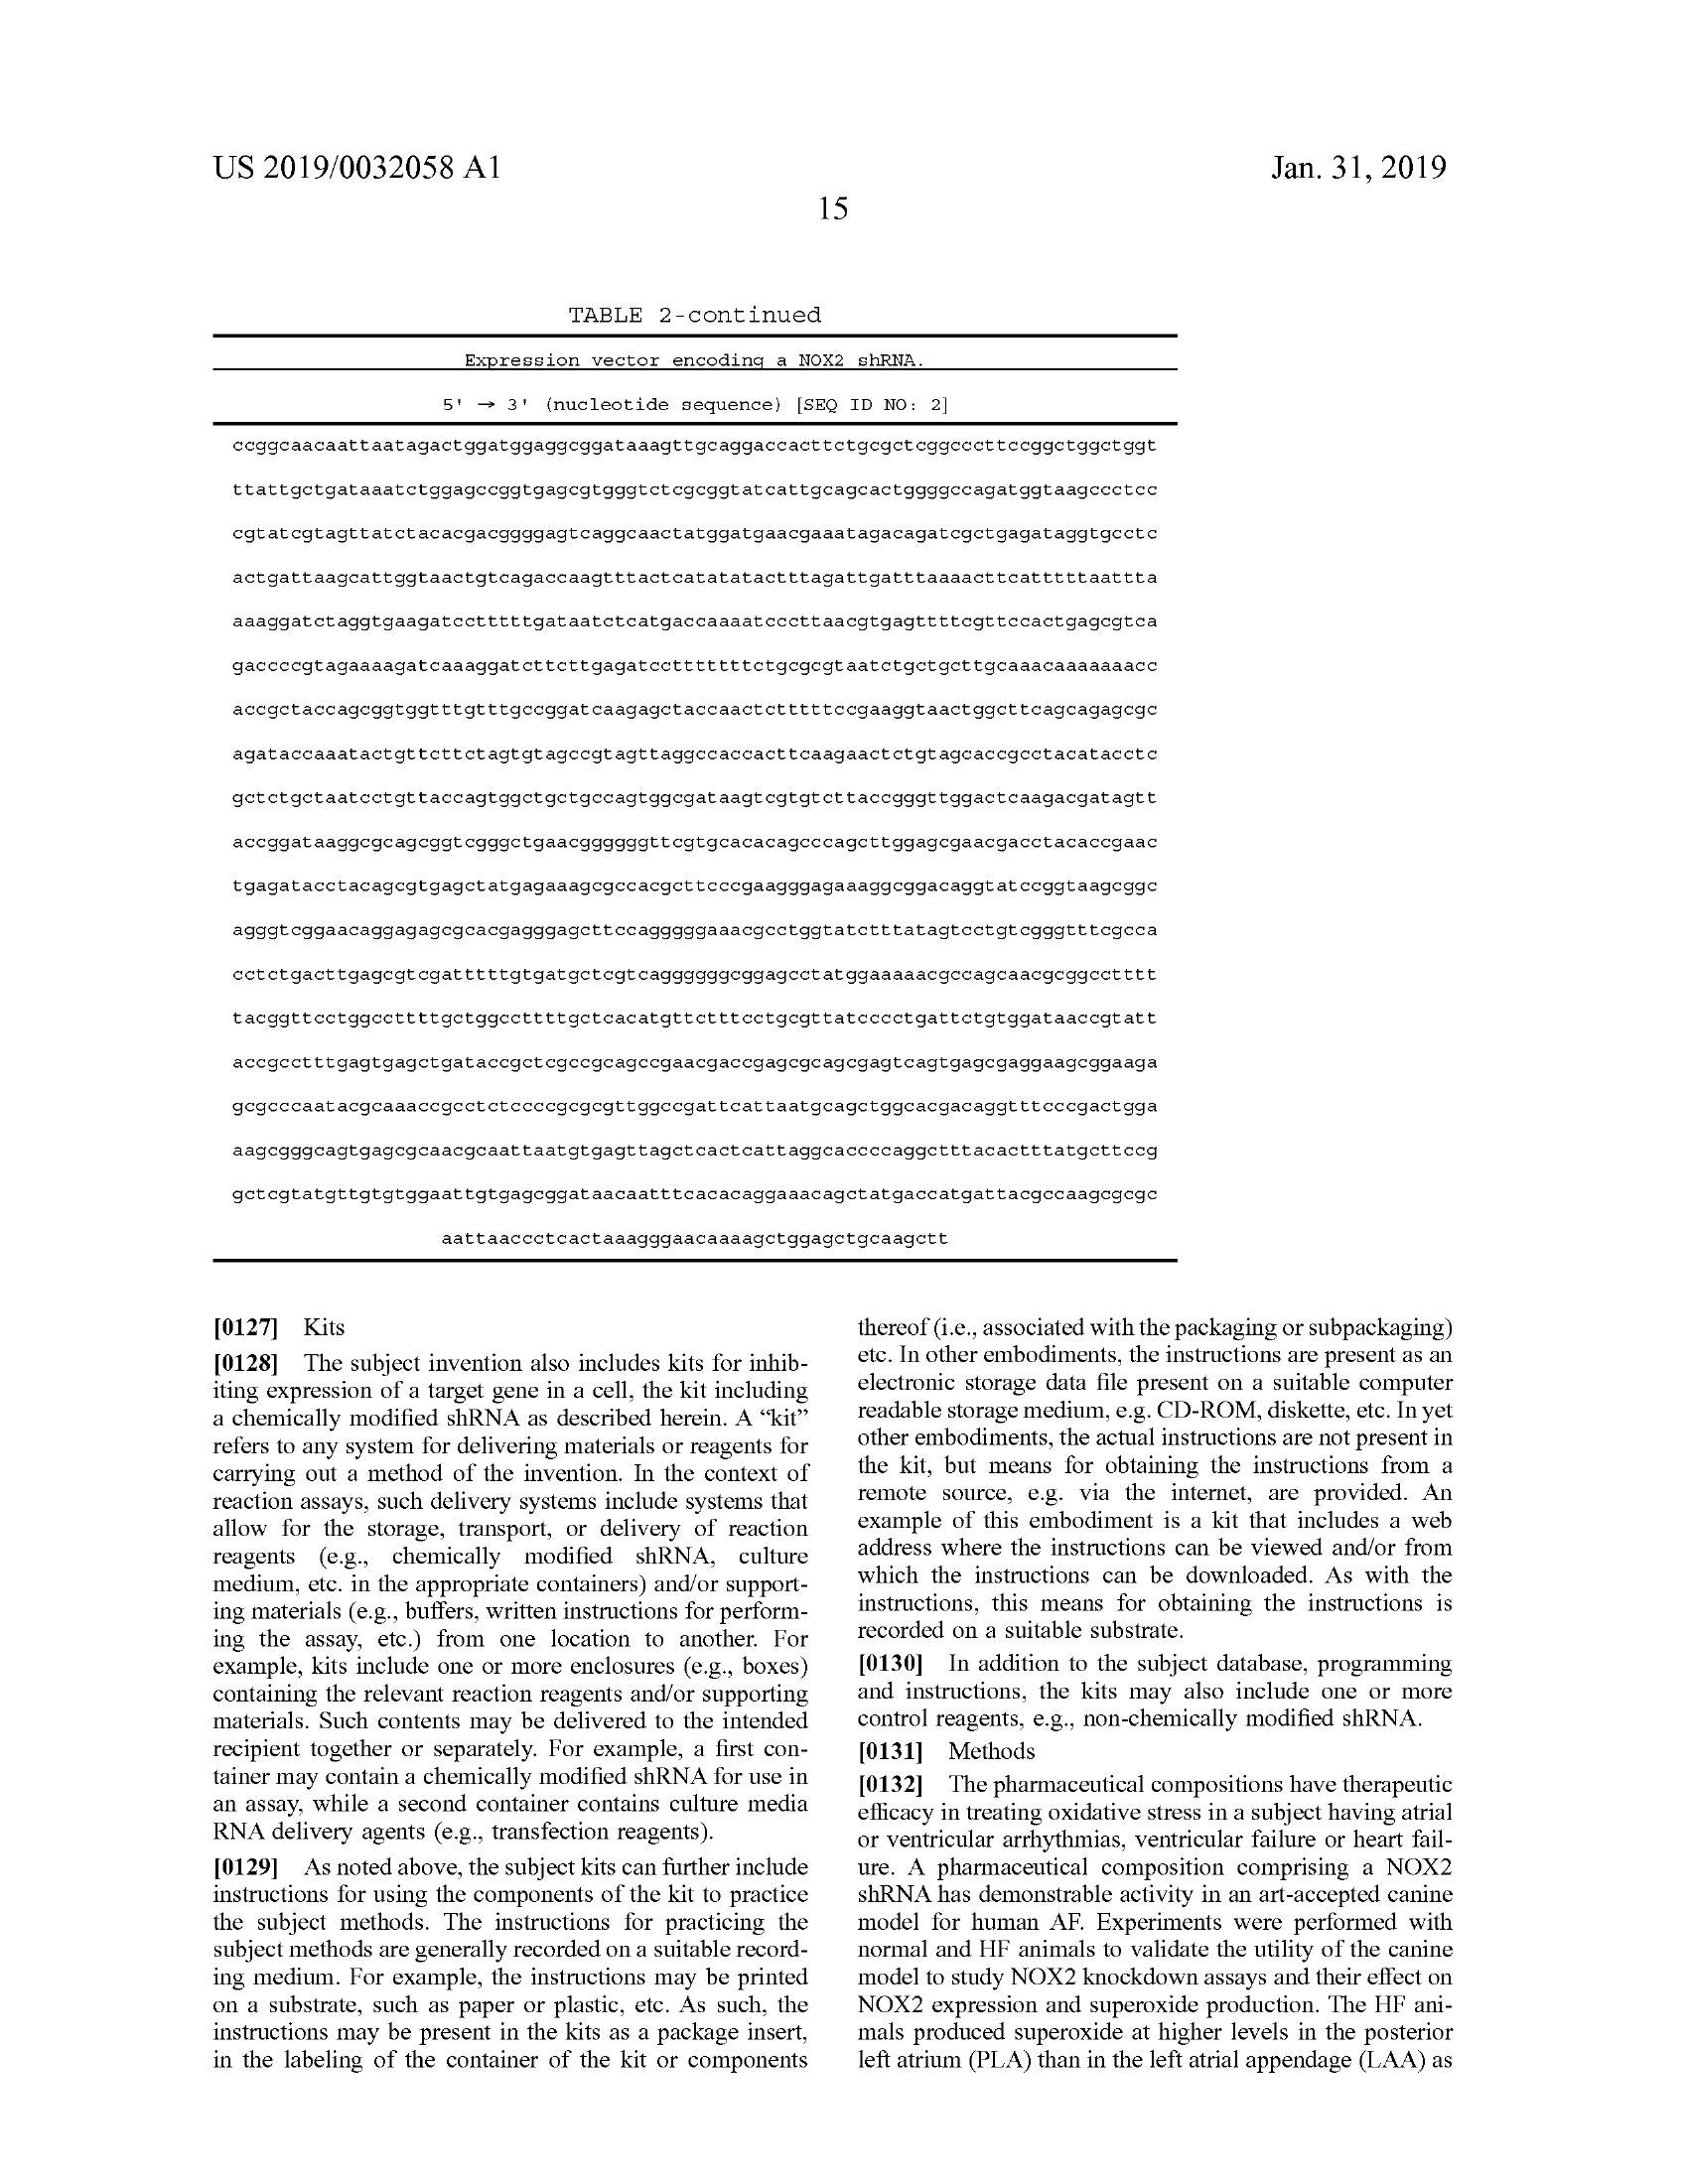 US 2019/0032058 A1
Jan. 31, 2019
15
TABLE 2-continued
Expression vector encoding a NOX2 shRNA.
5' → 3' (nucleotide sequence) [SEQ ID NO: 2]
ccggcaacaattaatagactggatggaggcggataaagttgcaggaccacttctgcgctcggcccttccggctggctggt
ttattgctgataaatctggagccggtgagcgtgggtctcgcggtatcattgcagcactggggccagatggtaagccctcc
cgtatcgtagttatctacacgacggggagtcaggcaactatggatgaacgaaatagacagatcgctgagataggtgcctc
actgattaagcattggtaactgtcagaccaagtttactcatatatactttagattgatttaaaacttcatttttaattta
aaaggatctaggtgaagatcctttttgataatctcatgaccaaaatcccttaacgtgagttttcgttccactgagcgtca
gaccccgtagaaaagatcaaaggatcttcttgagatcctttttttctgcgcgtaatctgctgcttgcaaacaaaaaaacc
accgctaccagcggtggtttgtttgccggatcaagagctaccaactctttttccgaaggtaactggcttcagcagagcgc
agataccaaatactgttcttctagtgtagccgtagttaggccaccacttcaagaactctgtagcaccgcctacatacctc
gctctgctaatcctgttaccagtggctgctgccagtggcgataagtcgtgtcttaccgggttggactcaagacgatagtt
accggataaggcgcagcggtcgggctgaacggggggttcgtgcacacagcccagcttggagcgaacgacctacaccgaac
tgagatacctacagcgtgagctatgagaaagcgccacgcttcccgaagggagaaaggcggacaggtatccggtaagcggc
agggtcggaacaggagagcgcacgagggagcttccagggggaaacgcctggtatctttatagtcctgtcgggtttcgcca
cctctgacttgagcgtcgatttttgtgatgctcgtcaggggggcggagcctatggaaaaacgccagcaacgcggcctttt
tacggttcctggccttttgctggccttttgctcacatgttctttcctgcgttatcccctgattctgtggataaccgtatt
accgcctttgagtgagctgataccgctcgccgcagccgaacgaccgagcgcagcgagtcagtgagcgaggaagcggaaga
gcgcccaatacgcaaaccgcctctccccgcgcgttggccgattcattaatgcagctggcacgacaggtttcccgactgga
aagcgggcagtgagcgcaacgcaattaatgtgagttagctcactcattaggcaccccaggctttacactttatgcttccg
gctcgtatgttgtgtggaattgtgagcggataacaatttcacacaggaaacagctatgaccatgattacgccaagcgcgc
aattaaccctcactaaagggaacaaaagctggagctgcaagctt
[0127] Kits
[0128] The subject invention also includes kits for inhib-
iting expression of a target gene in a cell, the kit including
a chemically modified shRNA as described herein. A “kit”
refers to any system for delivering materials or reagents for
carrying out a method of the invention. In the context of
reaction assays, such delivery systems include systems that
allow for the storage, transport, or delivery of reaction
reagents (e.g., chemically modified shRNA, culture
medium, etc. in the appropriate containers) and/or support-
ing materials (e.g., buffers, written instructions for perform-
ing the assay, etc.) from one location to another. For
example, kits include one or more enclosures (e.g., boxes)
containing the relevant reaction reagents and/or supporting
materials. Such contents may be delivered to the intended
recipient together or separately. For example, a first con-
tainer may contain a chemically modified shRNA for use in
an assay, while a second container contains culture media
RNA delivery agents (e.g., transfection reagents).
[0129] As noted above, the subject kits can further include
instructions for using the components of the kit to practice
the subject methods. The instructions for practicing the
subject methods are generally recorded on a suitable record-
ing medium. For example, the instructions may be printed
on a substrate, such as paper or plastic, etc. As such, the
instructions may be present in the kits as a package insert,
in the labeling of the container of the kit or components
thereof (i.e., associated with the packaging or subpackaging)
etc. In other embodiments, the instructions are present as an
electronic storage data file present on a suitable computer
readable storage medium, e.g. CD-ROM, diskette, etc. In yet
other embodiments, the actual instructions are not present in
the kit, but means for obtaining the instructions from a
remote source, e.g. via the internet, are provided. An
example of this embodiment is a kit that includes a web
address where the instructions can be viewed and/or from
which the instructions can be downloaded. As with the
instructions, this means for obtaining the instructions is
recorded on a suitable substrate.
[0130] In addition to the subject database, programming
and instructions, the kits may also include one or more
control reagents, e.g., non-chemically modified shRNA.
[0131] Methods
[0132] The pharmaceutical compositions have therapeutic
efficacy in treating oxidative stress in a subject having atrial
or ventricular arrhythmias, ventricular failure or heart fail-
ure. A pharmaceutical composition comprising a NOX2
shRNA has demonstrable activity in an art-accepted canine
model for human AF. Experiments were performed with
normal and HF animals to validate the utility of the canine
model to study NOX2 knockdown assays and their effect on
NOX2 expression and superoxide production. The HF ani-
mals produced superoxide at higher levels in the posterior
left atrium (PLA) than in the left atrial appendage (LAA) as